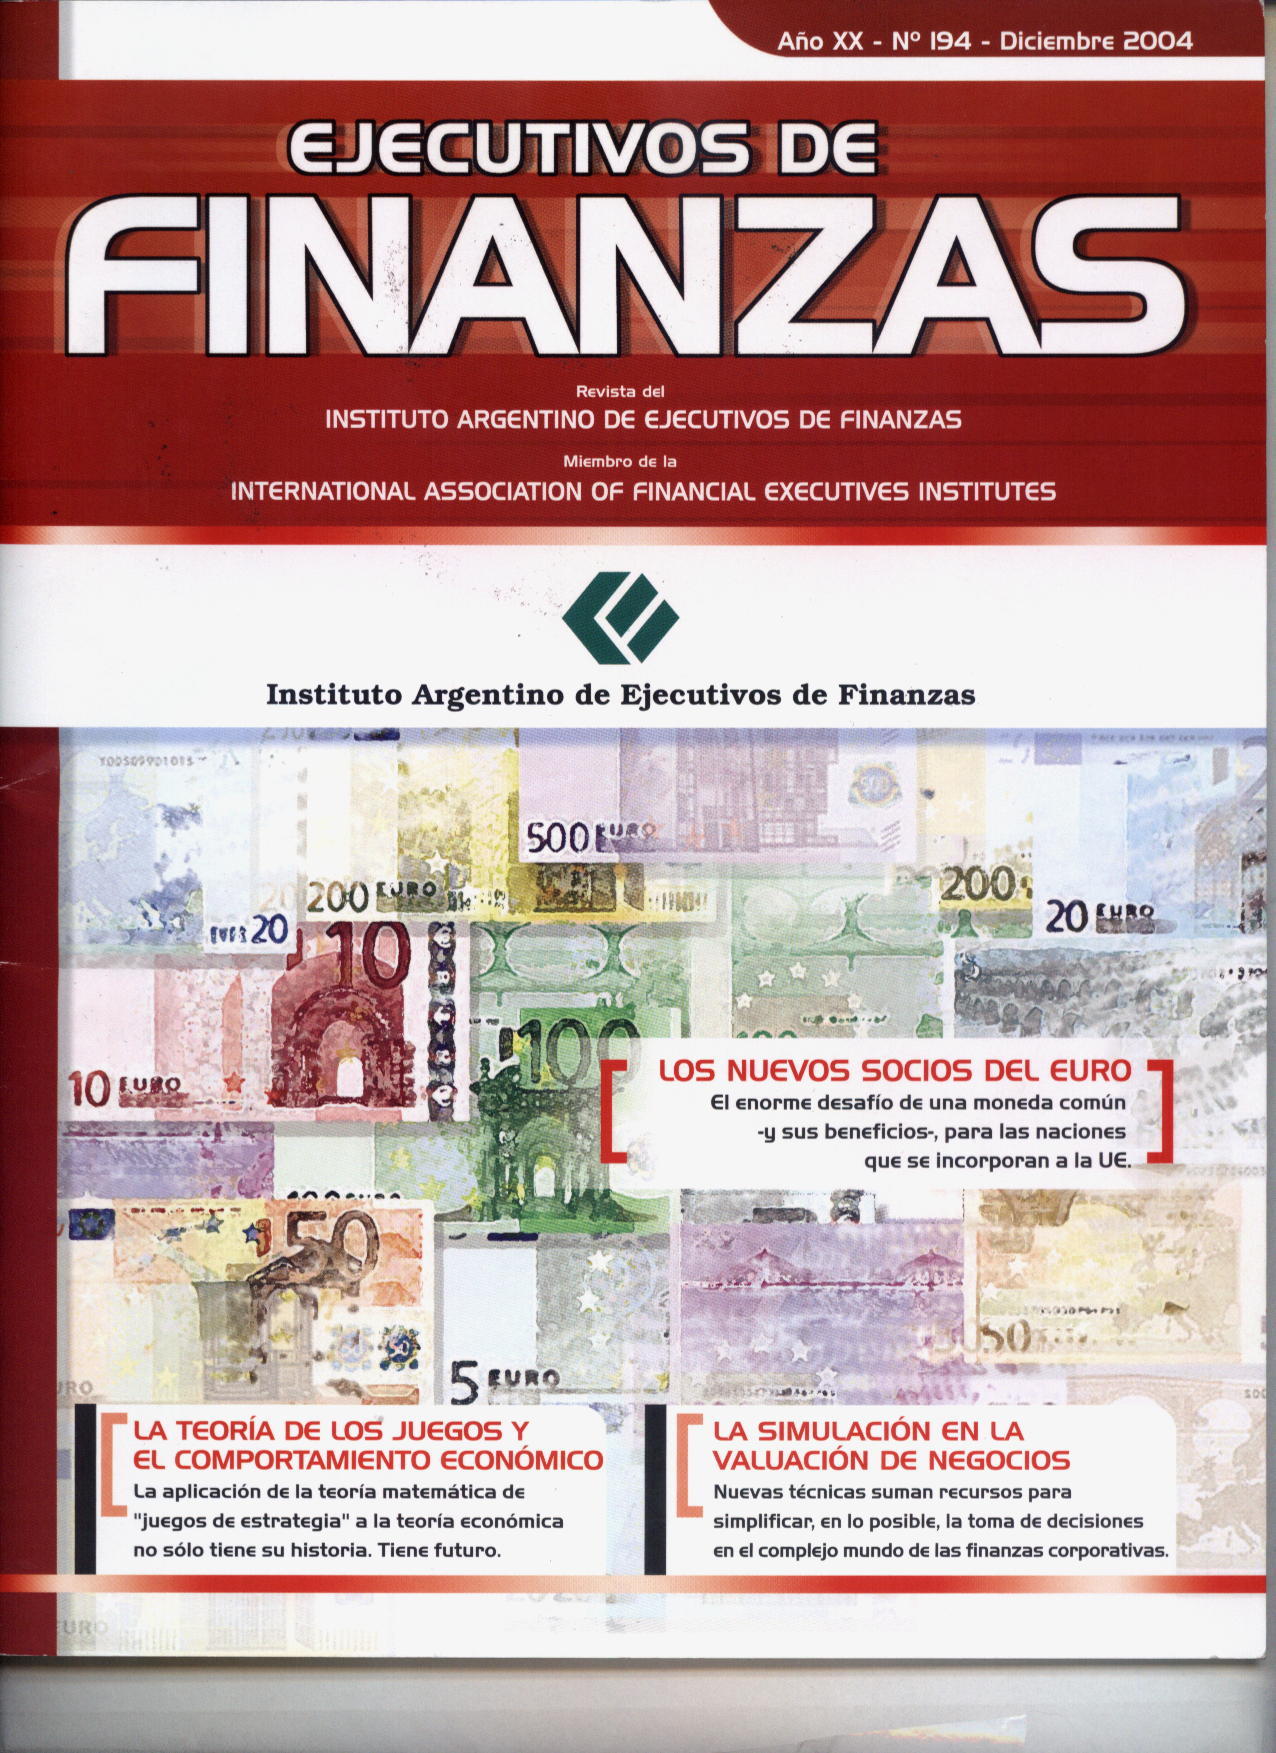 Año XX - Nº 194 - Diciembre 2004
EJECUTIVOS DE
FINANZAS
Revista del
INSTITUTO ARGENTINO DE EJECUTIVOS DE FINANZAS
Miembro de la
INTERNATIONAL ASSOCIATION OF FINANCIAL EXECUTIVES INSTITUTES
Instituto Argentino de Ejecutivos de Finanzas
500 EURO
200 EURO
200
20 EURO
20
10
10 EURO
100
LOS NUEVOS SOCIOS DEL EURO
El enorme desafío de una moneda común
-y sus beneficios-, para las naciones
que se incorporan a la UE.
50
50
5 EURO
LA TEORÍA DE LOS JUEGOS Y
EL COMPORTAMIENTO ECONÓMICO
La aplicación de la teoría matemática de
"juegos de estrategia" a la teoría económica
no sólo tiene su historia. Tiene futuro.
LA SIMULACIÓN EN LA
VALUACIÓN DE NEGOCIOS
Nuevas técnicas suman recursos para
simplificar, en lo posible, la toma de decisiones
en el complejo mundo de las finanzas corporativas.